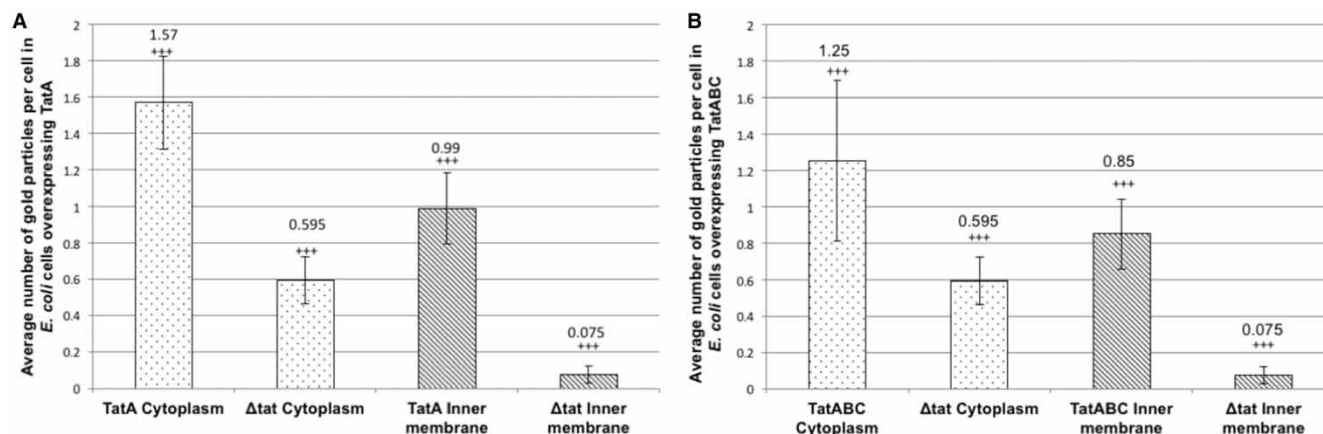 A
Average number of gold particles per cell in
E. coli cells overexpressing TatA
2
1.8
1.6
1.4
1.2
1
0.8
0.6
0.4
0.2
0
1.57
+++
0.595
+++
0.99
+++
0.075
+++
TatA Cytoplasm
Δtat Cytoplasm
TatA Inner
membrane
Δtat Inner
membrane
B
Average number of gold particles per cell in
E. coli cells overexpressing TatABC
2
1.8
1.6
1.4
1.2
1
0.8
0.6
0.4
0.2
0
1.25
+++
0.595
+++
0.85
+++
0.075
+++
TatABC
Cytoplasm
Δtat Cytoplasm
TatABC Inner
membrane
Δtat Inner
membrane